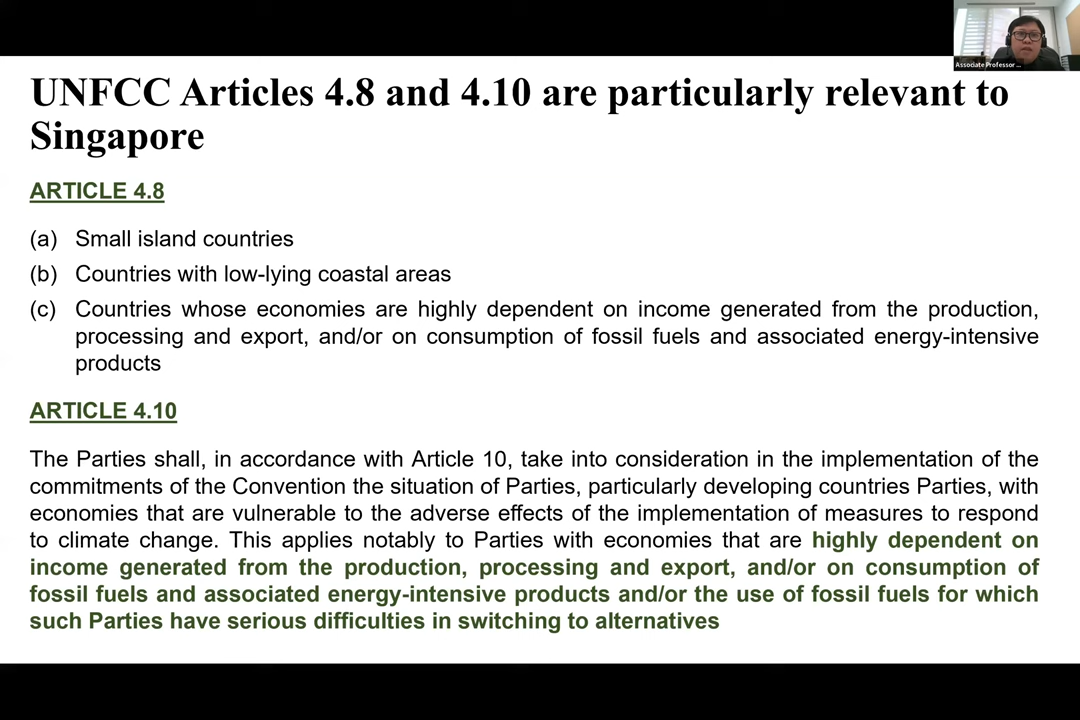 Associate Professor ...
UNFCC Articles 4.8 and 4.10 are particularly relevant to
Singapore
ARTICLE 4.8
(a) Small island countries
(b) Countries with low-lying coastal areas
(c) Countries whose economies are highly dependent on income generated from the production,
processing and export, and/or on consumption of fossil fuels and associated energy-intensive
products
ARTICLE 4.10
The Parties shall, in accordance with Article 10, take into consideration in the implementation of the
commitments of the Convention the situation of Parties, particularly developing countries Parties, with
economies that are vulnerable to the adverse effects of the implementation of measures to respond
to climate change. This applies notably to Parties with economies that are highly dependent on
income generated from the production, processing and export, and/or on consumption of
fossil fuels and associated energy-intensive products and/or the use of fossil fuels for which
such Parties have serious difficulties in switching to alternatives